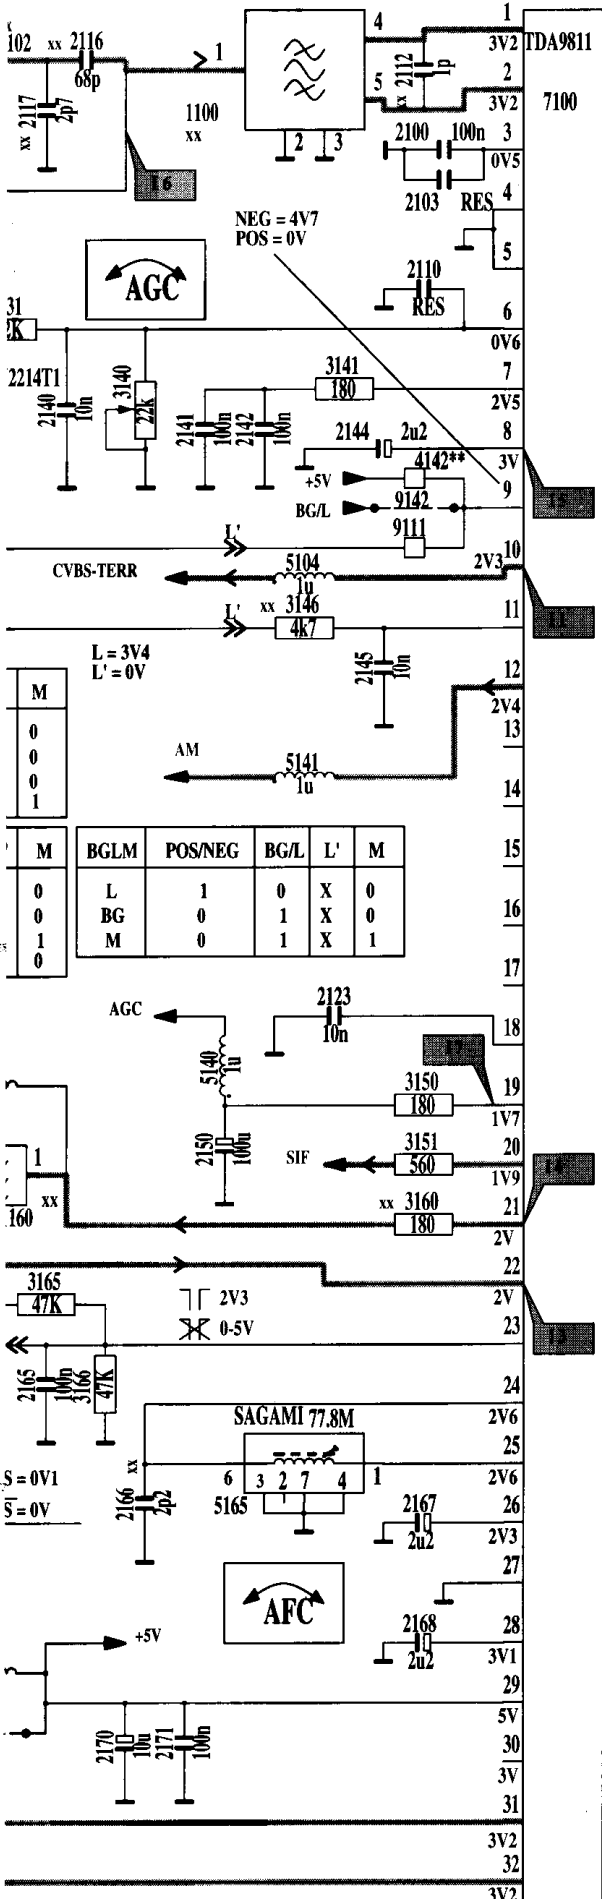 102 xx 2116
68p
xx 2117 2p7
1
1100
xx
4
5
2 3
xx 2112 1p
1
3V2
TDA9811
2
3V2
7100
2100 100n
3
0V5
2103 RES
4
16
NEG = 4V7
POS = 0V
5
AGC
2110
RES
6
0V6
31
2K
2214T1
2140 10n
3140 22k
2141 100n
2142 100n
3141
180
7
2V5
2144 2u2
8
3V
4142**
+5V
9
BG/L 9142
9111
L'
10
2V3
CVBS-TERR
5104
1u
11
L' xx 3146
4k7
11
L = 3V4
L' = 0V
2145 10n
12
2V4
M
0
0
0
1
13
AM
5141
1u
14
M
0
0
1
0
BGLM POS/NEG BG/L L' M
L 1 0 X 0
BG 0 1 X 0
M 0 1 X 1
15
16
17
AGC
2123
10n
18
5140 1u
19
3150
180
1V7
2150 100u
20
SIF
3151
560
1V9
14
1
xx
160
xx 3160
180
21
2V
22
2V
3165
47K
2V3
0-5V
23
2165 100n
3166 47K
24
2V6
SAGAMI 77.8M
xx
25
2V6
6 3 2 7 4 1
5165
2166 2p2
S = 0V1
S = 0V
2167
2u2
26
2V3
27
AFC
2168
2u2
28
3V1
+5V
29
5V
2170 10u
2171 100n
30
3V
31
3V2
32
3V2